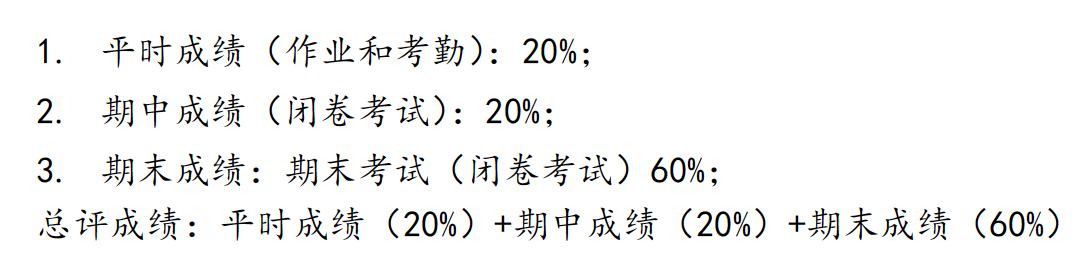 1. 平时成绩（作业和考勤）：20%；
2. 期中成绩（闭卷考试）：20%；
3. 期末成绩：期末考试（闭卷考试）60%；
总评成绩：平时成绩（20%）+期中成绩（20%）+期末成绩（60%）